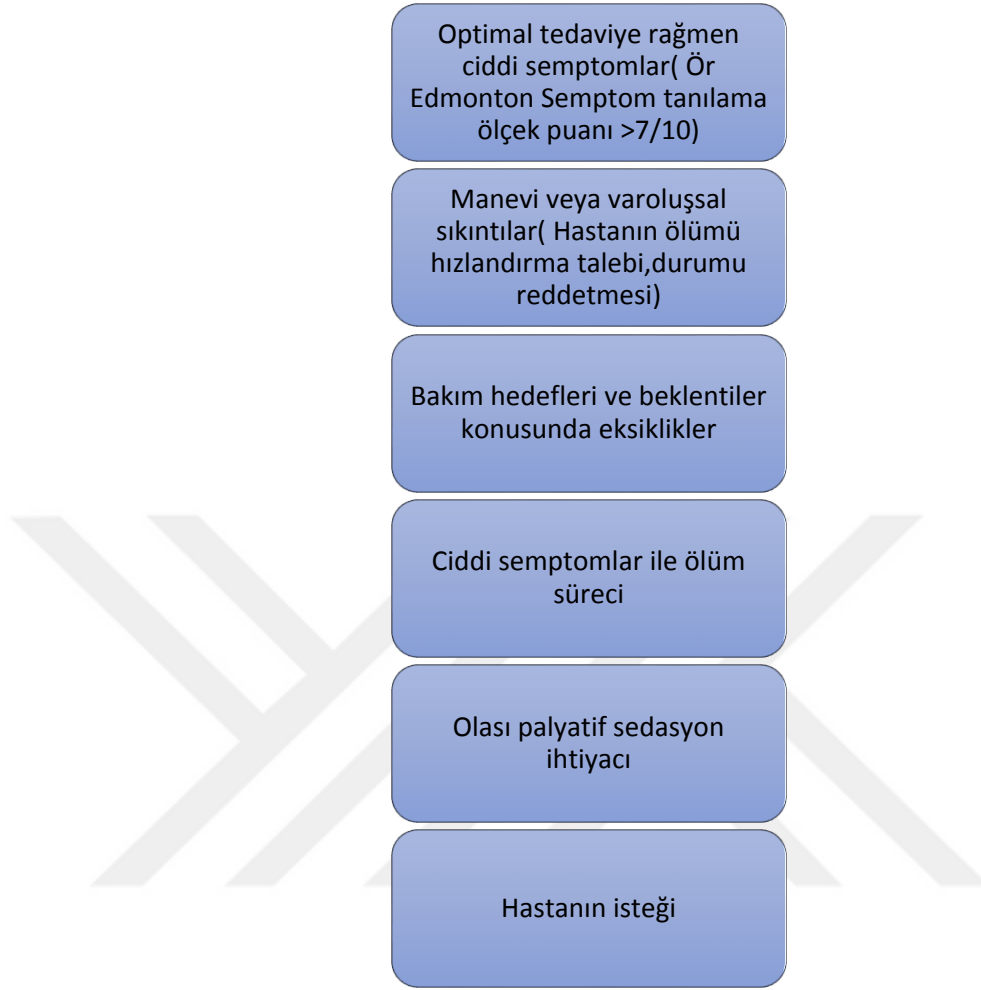 Optimal tedaviye rağmen
ciddi semptomlar( Ör
Edmonton Semptom tanılama
ölçek puanı >7/10)
Manevi veya varoluşsal
sıkıntılar( Hastanın ölümü
hızlandırma talebi,durumu
reddetmesi)
Bakım hedefleri ve beklentiler
konusunda eksiklikler
Ciddi semptomlar ile ölüm
süreci
Olası palyatif sedasyon
ihtiyacı
Hastanın isteği